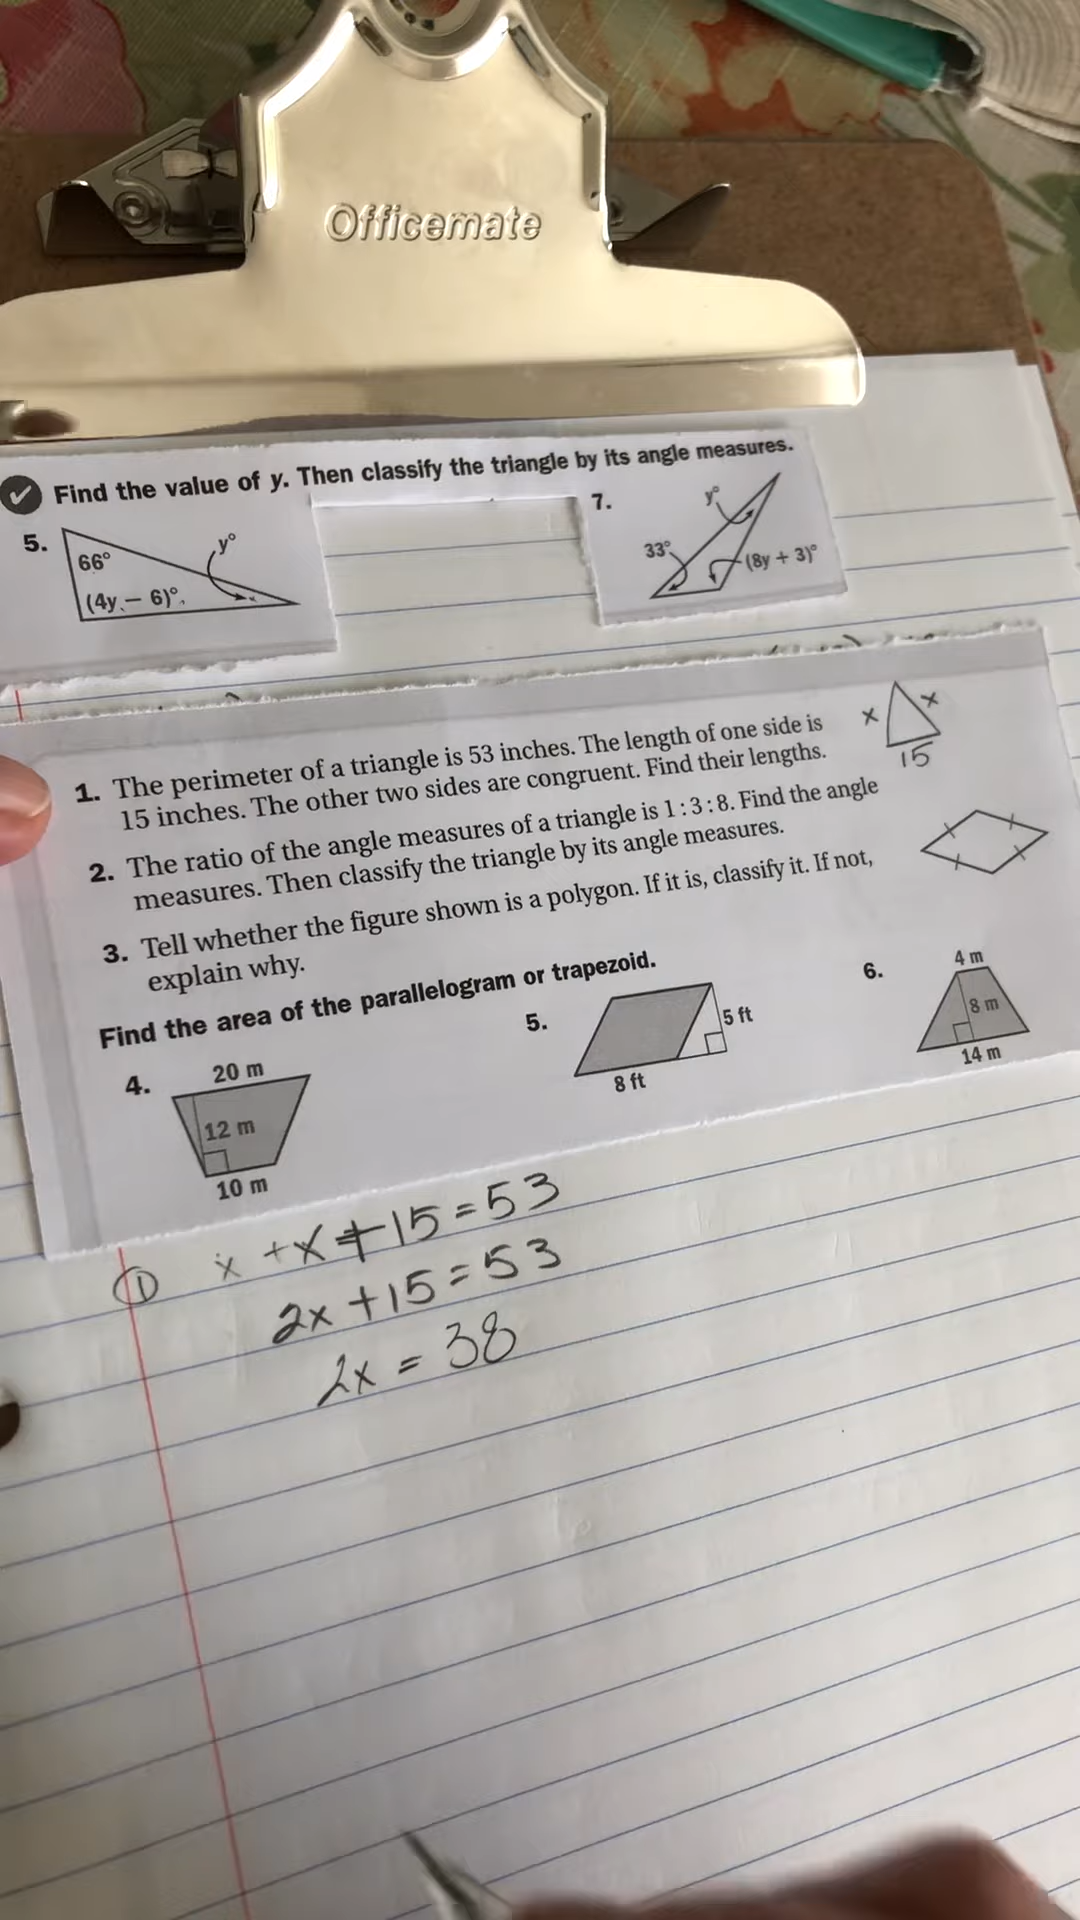 Officemate
Find the value of y. Then classify the triangle by its angle measures.
5.
66°
y°
(4y − 6)°
7.
y°
33°
(8y + 3)°
1. The perimeter of a triangle is 53 inches. The length of one side is
15 inches. The other two sides are congruent. Find their lengths.
x
x
15
2. The ratio of the angle measures of a triangle is 1 : 3 : 8. Find the angle
measures. Then classify the triangle by its angle measures.
3. Tell whether the figure shown is a polygon. If it is, classify it. If not,
explain why.
Find the area of the parallelogram or trapezoid.
4.
20 m
12 m
10 m
5.
5 ft
8 ft
6.
4 m
8 m
14 m
① x + x + 15 = 53
2x + 15 = 53
2x = 38